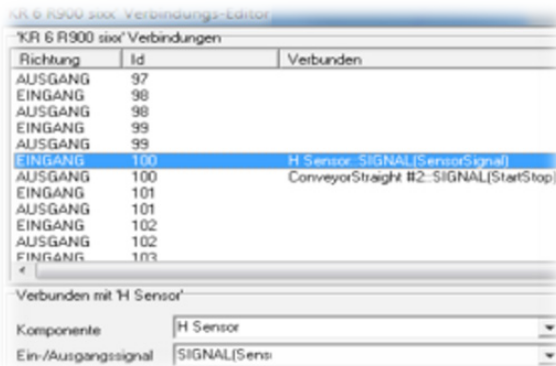 KR 6 R900 sixx' Verbindungs-Editor
'KR 6 R900 sixx' Verbindungen
Richtung Id Verbunden
AUSGANG 97
EINGANG 98
AUSGANG 98
EINGANG 99
AUSGANG 99
EINGANG 100 H Sensor::SIGNAL(SensorSignal)
AUSGANG 100 ConveyorStraight #2::SIGNAL(StartStop)
EINGANG 101
AUSGANG 101
EINGANG 102
AUSGANG 102
EINGANG 103
Verbunden mit 'H Sensor'
Komponente H Sensor
Ein-/Ausgangssignal SIGNAL(Sens